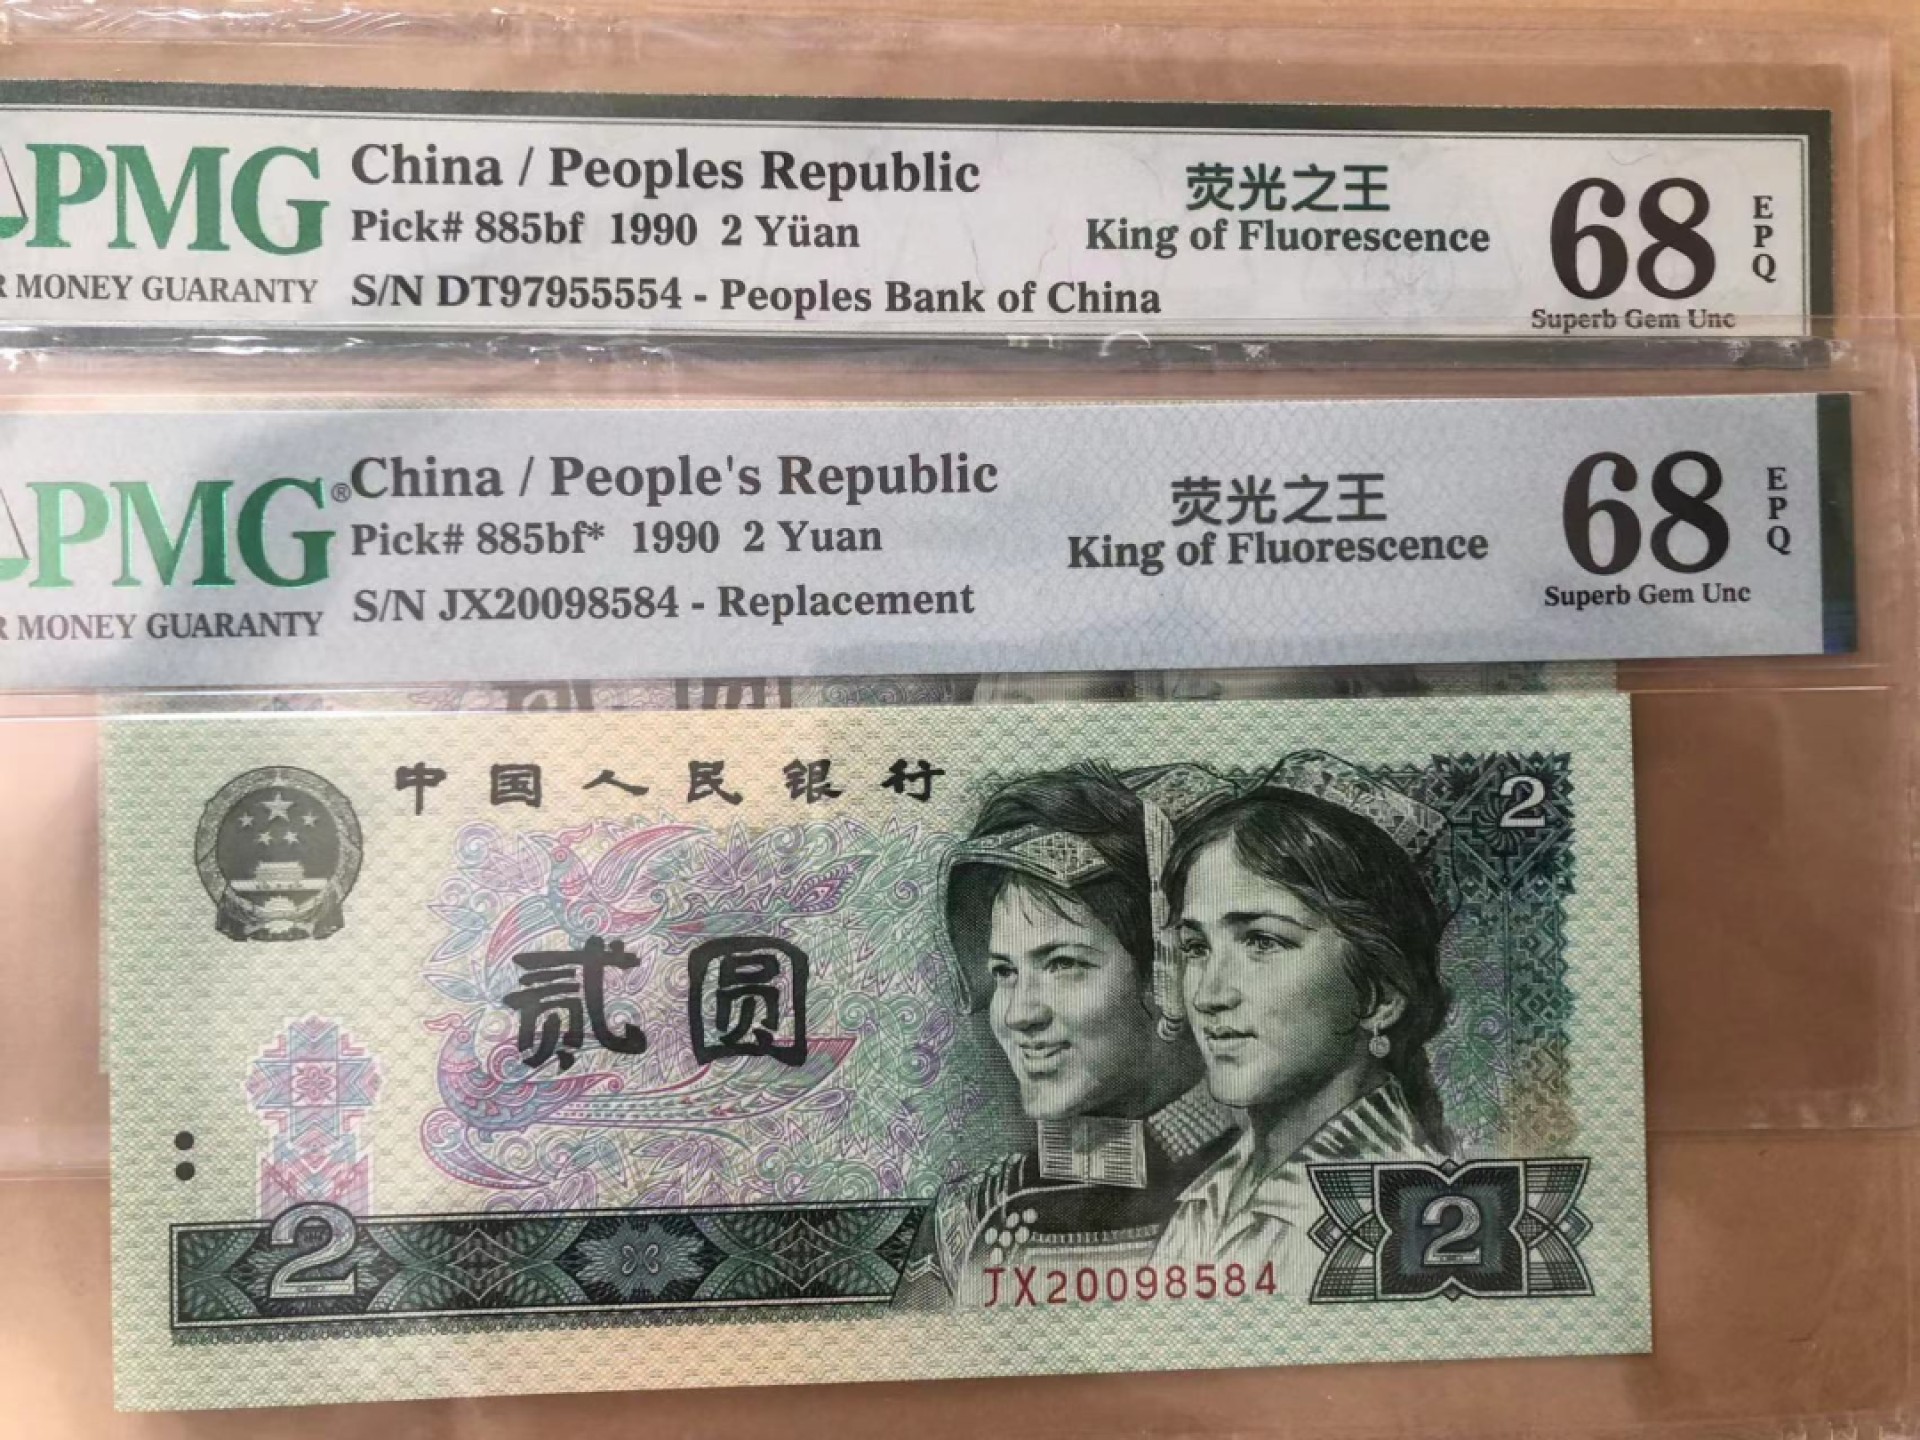 PMG
China / Peoples Republic
Pick# 885bf 1990 2 Yüan
S/N DT97955554 - Peoples Bank of China
R MONEY GUARANTY
荧光之王
King of Fluorescence
68
EPQ
Superb Gem Unc
PMG®
China / People's Republic
Pick# 885bf* 1990 2 Yuan
S/N JX20098584 - Replacement
R MONEY GUARANTY
荧光之王
King of Fluorescence
68
EPQ
Superb Gem Unc
中国人民银行
2
贰圆
2
2
JX20098584